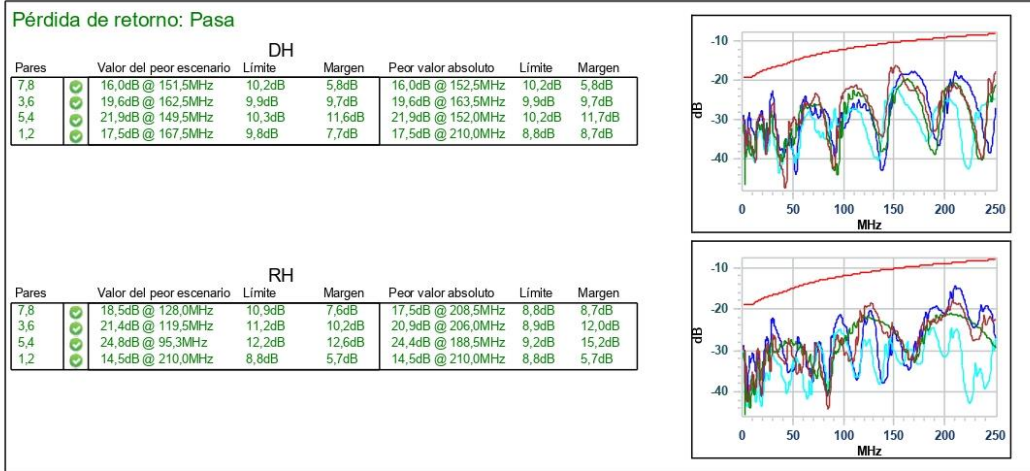 Pérdida de retorno: Pasa
DH
Pares Valor del peor escenario Límite Margen Peor valor absoluto Límite Margen
7,8 16,0dB @ 151,5MHz 10,2dB 5,8dB 16,0dB @ 152,5MHz 10,2dB 5,8dB
3,6 19,6dB @ 162,5MHz 9,9dB 9,7dB 19,6dB @ 163,5MHz 9,9dB 9,7dB
5,4 21,9dB @ 149,5MHz 10,3dB 11,6dB 21,9dB @ 152,0MHz 10,2dB 11,7dB
1,2 17,5dB @ 167,5MHz 9,8dB 7,7dB 17,5dB @ 210,0MHz 8,8dB 8,7dB
-10
-20
-30
-40
dB
0 50 100 150 200 250
MHz
RH
Pares Valor del peor escenario Límite Margen Peor valor absoluto Límite Margen
7,8 18,5dB @ 128,0MHz 10,9dB 7,6dB 17,5dB @ 208,5MHz 8,8dB 8,7dB
3,6 21,4dB @ 119,5MHz 11,2dB 10,2dB 20,9dB @ 206,0MHz 8,9dB 12,0dB
5,4 24,8dB @ 95,3MHz 12,2dB 12,6dB 24,4dB @ 188,5MHz 9,2dB 15,2dB
1,2 14,5dB @ 210,0MHz 8,8dB 5,7dB 14,5dB @ 210,0MHz 8,8dB 5,7dB
-10
-20
-30
-40
dB
0 50 100 150 200 250
MHz